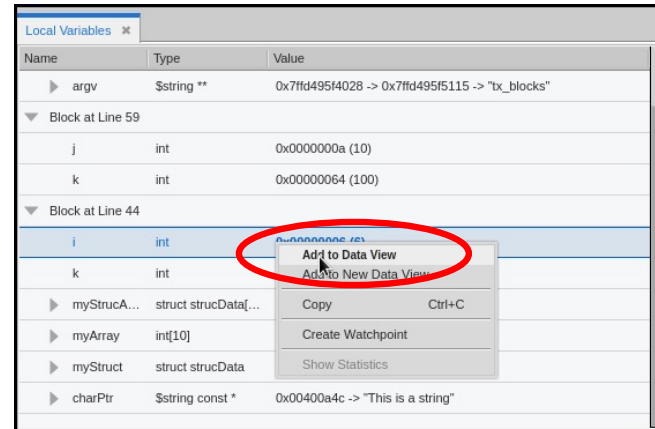 Local Variables
Name Type Value
argv $string ** 0x7ffd495f4028 -> 0x7ffd495f5115 -> "tx_blocks"
Block at Line 59
j int 0x0000000a (10)
k int 0x00000064 (100)
Block at Line 44
i int 0x00000006 (6)
Add to Data View
k int
Add to New Data View
myStrucA... struct strucData[...
Copy Ctrl+C
myArray int[10]
Create Watchpoint
myStruct struct strucData
Show Statistics
charPtr $string const * 0x00400a4c -> "This is a string"